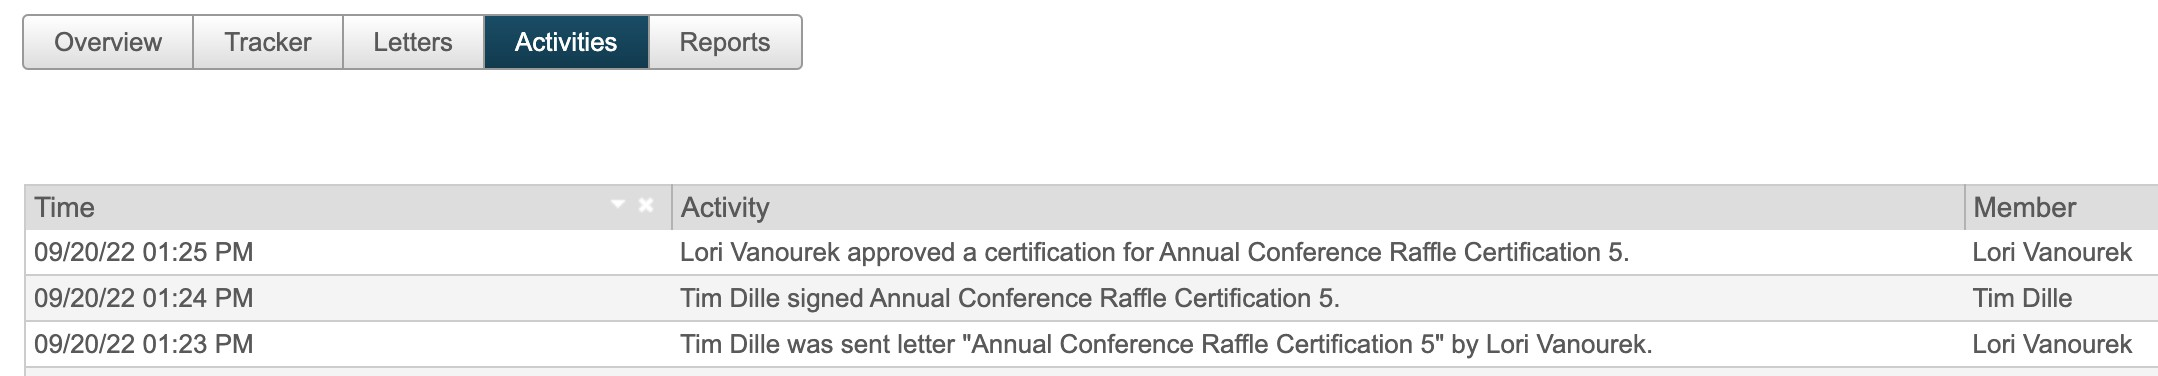 Overview Tracker Letters Activities Reports
Time Activity Member
09/20/22 01:25 PM Lori Vanourek approved a certification for Annual Conference Raffle Certification 5. Lori Vanourek
09/20/22 01:24 PM Tim Dille signed Annual Conference Raffle Certification 5. Tim Dille
09/20/22 01:23 PM Tim Dille was sent letter "Annual Conference Raffle Certification 5" by Lori Vanourek. Lori Vanourek